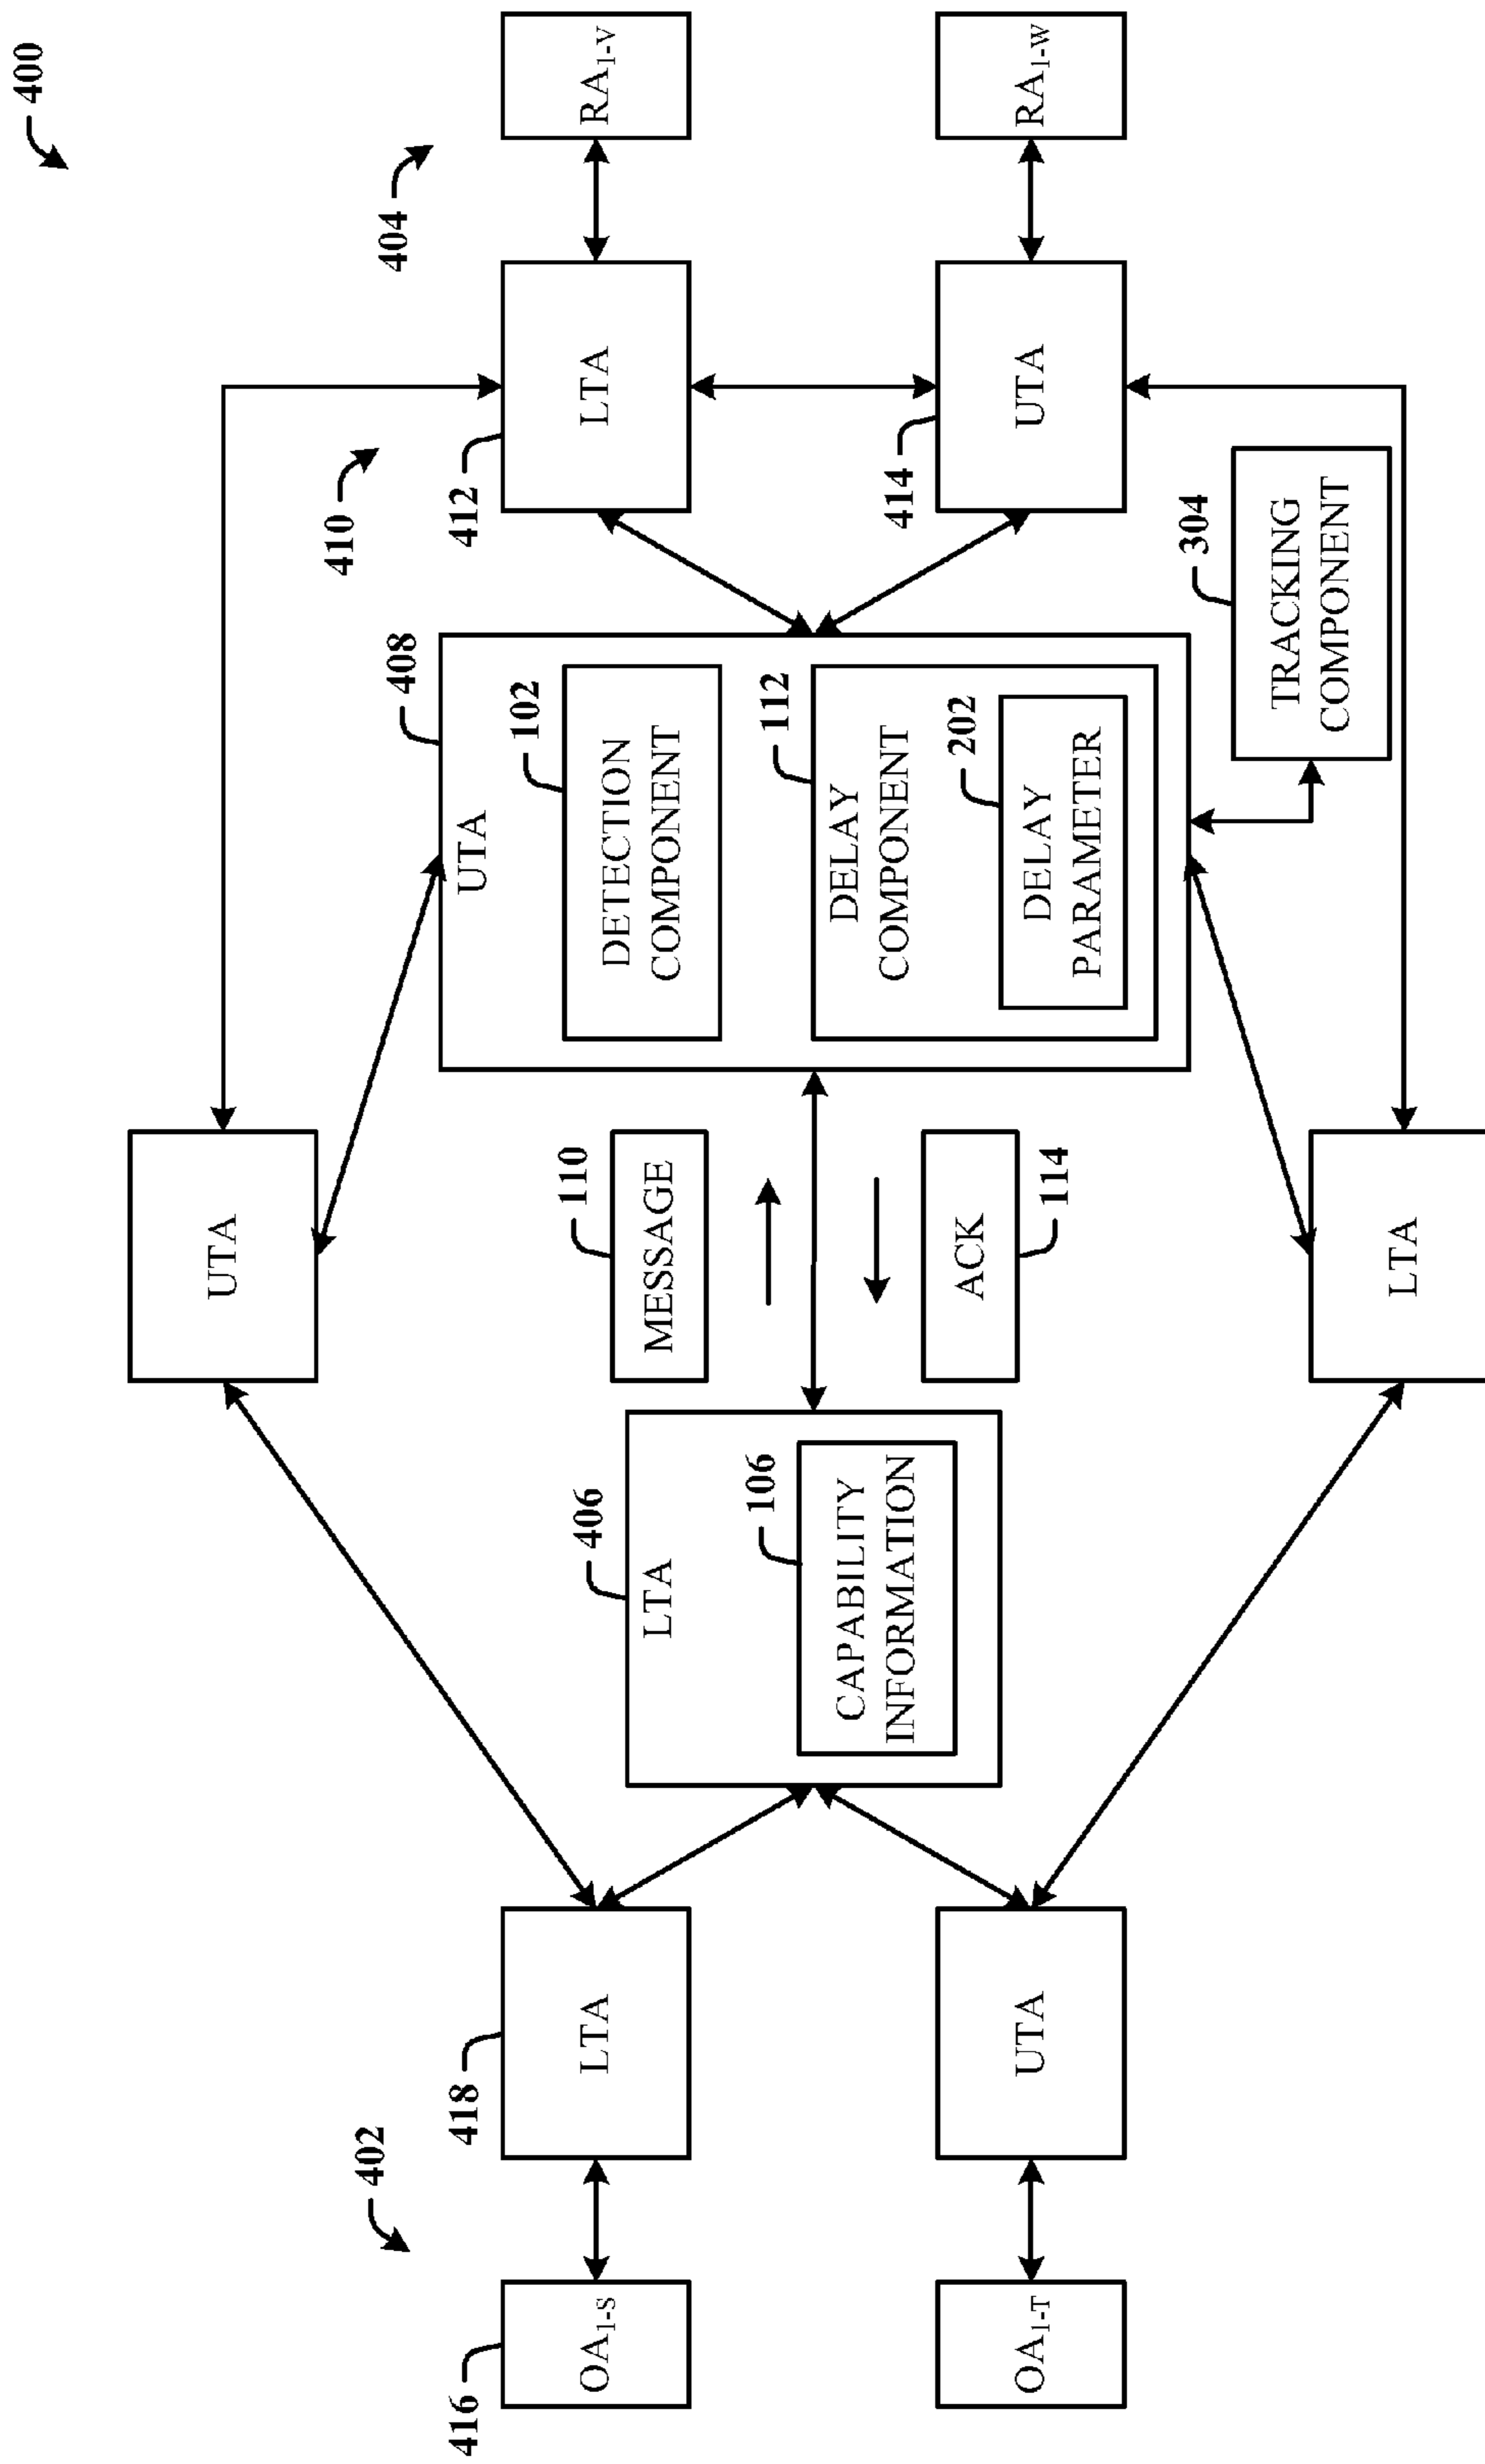 400
402
404
410
416
OA1-S
418
LTA
OA1-T
UTA
UTA
406
LTA
106
CAPABILITY
INFORMATION
110
MESSAGE
ACK
114
LTA
408
UTA
102
DETECTION
COMPONENT
112
DELAY
COMPONENT
202
DELAY
PARAMETER
304
TRACKING
COMPONENT
412
LTA
414
UTA
RA1-V
RA1-W